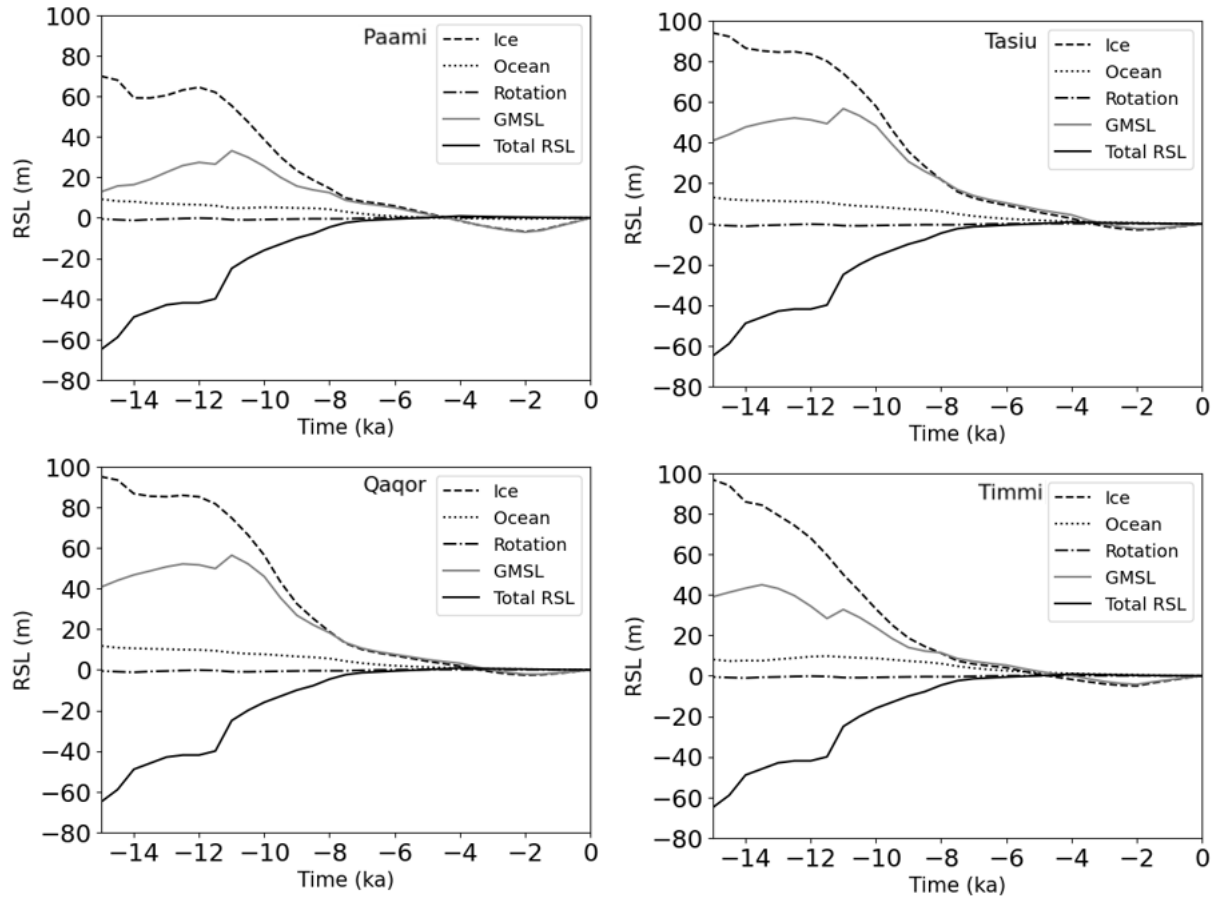 Paami
Ice
Ocean
Rotation
GMSL
Total RSL
100
80
60
40
20
0
−20
−40
−60
−80
RSL (m)
−14 −12 −10 −8 −6 −4 −2 0
Time (ka)
Tasiu
Ice
Ocean
Rotation
GMSL
Total RSL
100
80
60
40
20
0
−20
−40
−60
−80
RSL (m)
−14 −12 −10 −8 −6 −4 −2 0
Time (ka)
Qaqor
Ice
Ocean
Rotation
GMSL
Total RSL
100
80
60
40
20
0
−20
−40
−60
−80
RSL (m)
−14 −12 −10 −8 −6 −4 −2 0
Time (ka)
Timmi
Ice
Ocean
Rotation
GMSL
Total RSL
100
80
60
40
20
0
−20
−40
−60
−80
RSL (m)
−14 −12 −10 −8 −6 −4 −2 0
Time (ka)